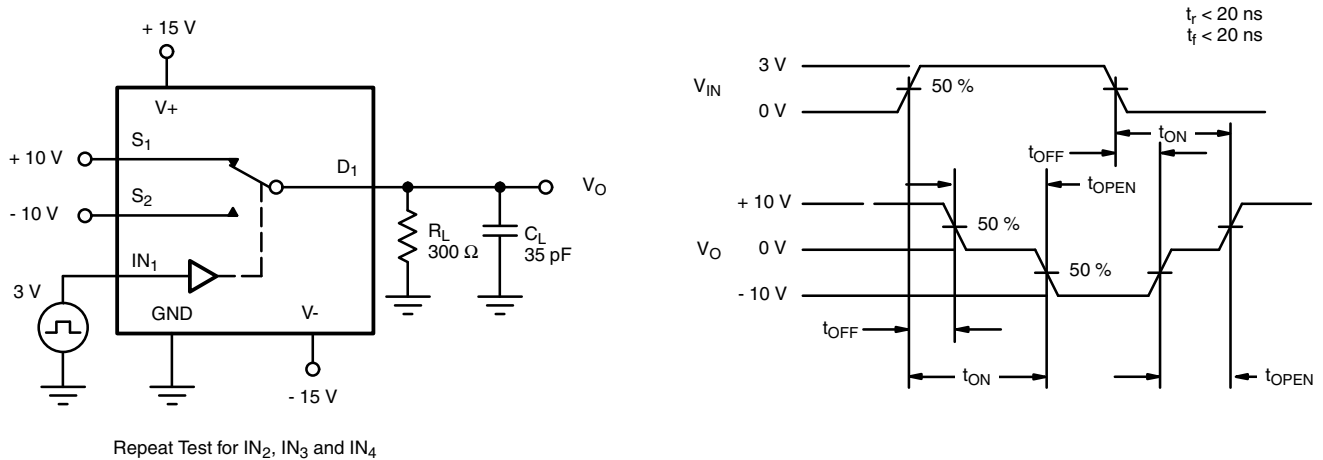 + 15 V
V+
S1
+ 10 V
D1
VO
S2
- 10 V
RL
300 Ω
CL
35 pF
IN1
3 V
GND
V-
- 15 V
Repeat Test for IN2, IN3 and IN4
tr < 20 ns
tf < 20 ns
VIN
3 V
50 %
0 V
tON
tOFF
tOPEN
+ 10 V
50 %
VO
0 V
50 %
- 10 V
tOFF
tON
tOPEN